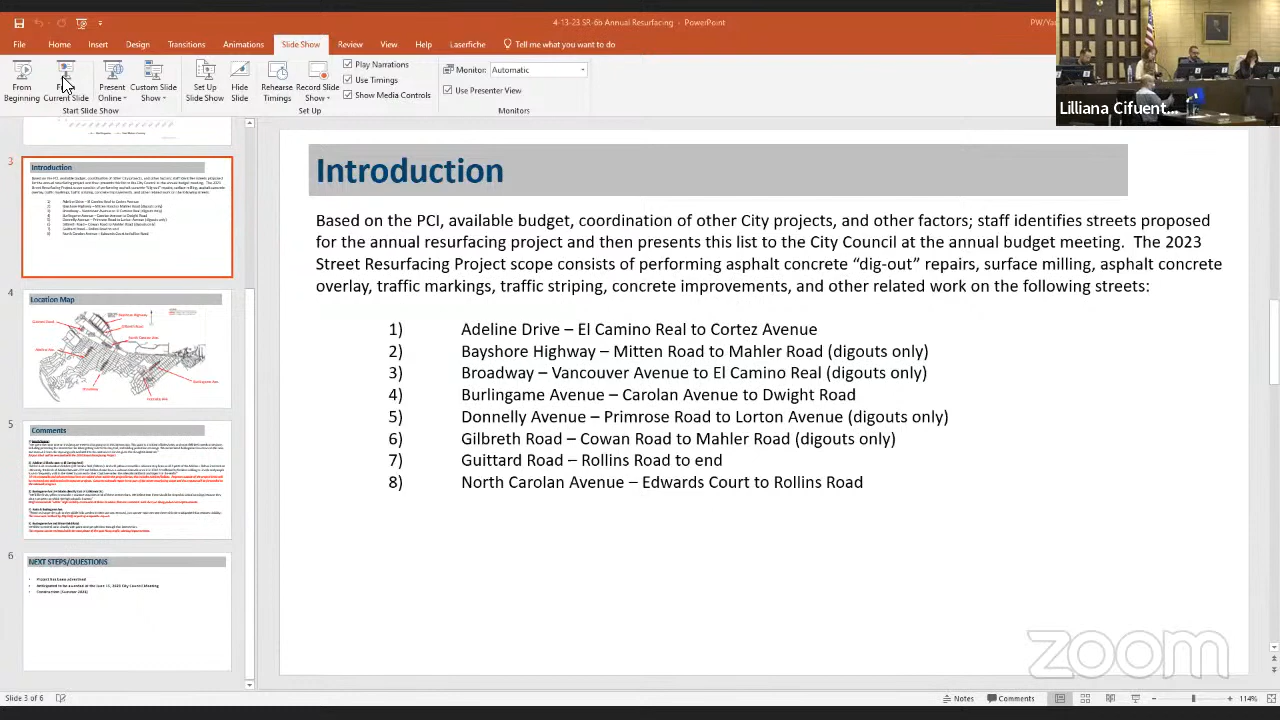 4-13-23 SR-6b Annual Resurfacing - PowerPoint
File Home Insert Design Transitions Animations Slide Show Review View Help Laserfiche Tell me what you want to do
From Beginning
Current Slide
Present Online
Custom Slide Show
Set Up Slide Show
Hide Slide
Rehearse Timings
Record Slide Show
Play Narrations
Use Timings
Show Media Controls
Monitor: Automatic
Use Presenter View
Start Slide Show
Set Up
Monitors
Lilliana Cifuent...
3
Introduction
4
Location Map
5
Comments
6
NEXT STEPS/QUESTIONS
Introduction
Based on the PCI, available budget, coordination of other City projects, and other factors, staff identifies streets proposed
for the annual resurfacing project and then presents this list to the City Council at the annual budget meeting. The 2023
Street Resurfacing Project scope consists of performing asphalt concrete “dig-out” repairs, surface milling, asphalt concrete
overlay, traffic markings, traffic striping, concrete improvements, and other related work on the following streets:
1) Adeline Drive – El Camino Real to Cortez Avenue
2) Bayshore Highway – Mitten Road to Mahler Road (digouts only)
3) Broadway – Vancouver Avenue to El Camino Real (digouts only)
4) Burlingame Avenue – Carolan Avenue to Dwight Road
5) Donnelly Avenue – Primrose Road to Lorton Avenue (digouts only)
6) Gilbreth Road – Cowan Road to Mahler Road (digouts only)
7) Guittard Road – Rollins Road to end
8) North Carolan Avenue – Edwards Court to Rollins Road
zoom
Slide 3 of 6
Notes Comments 114%